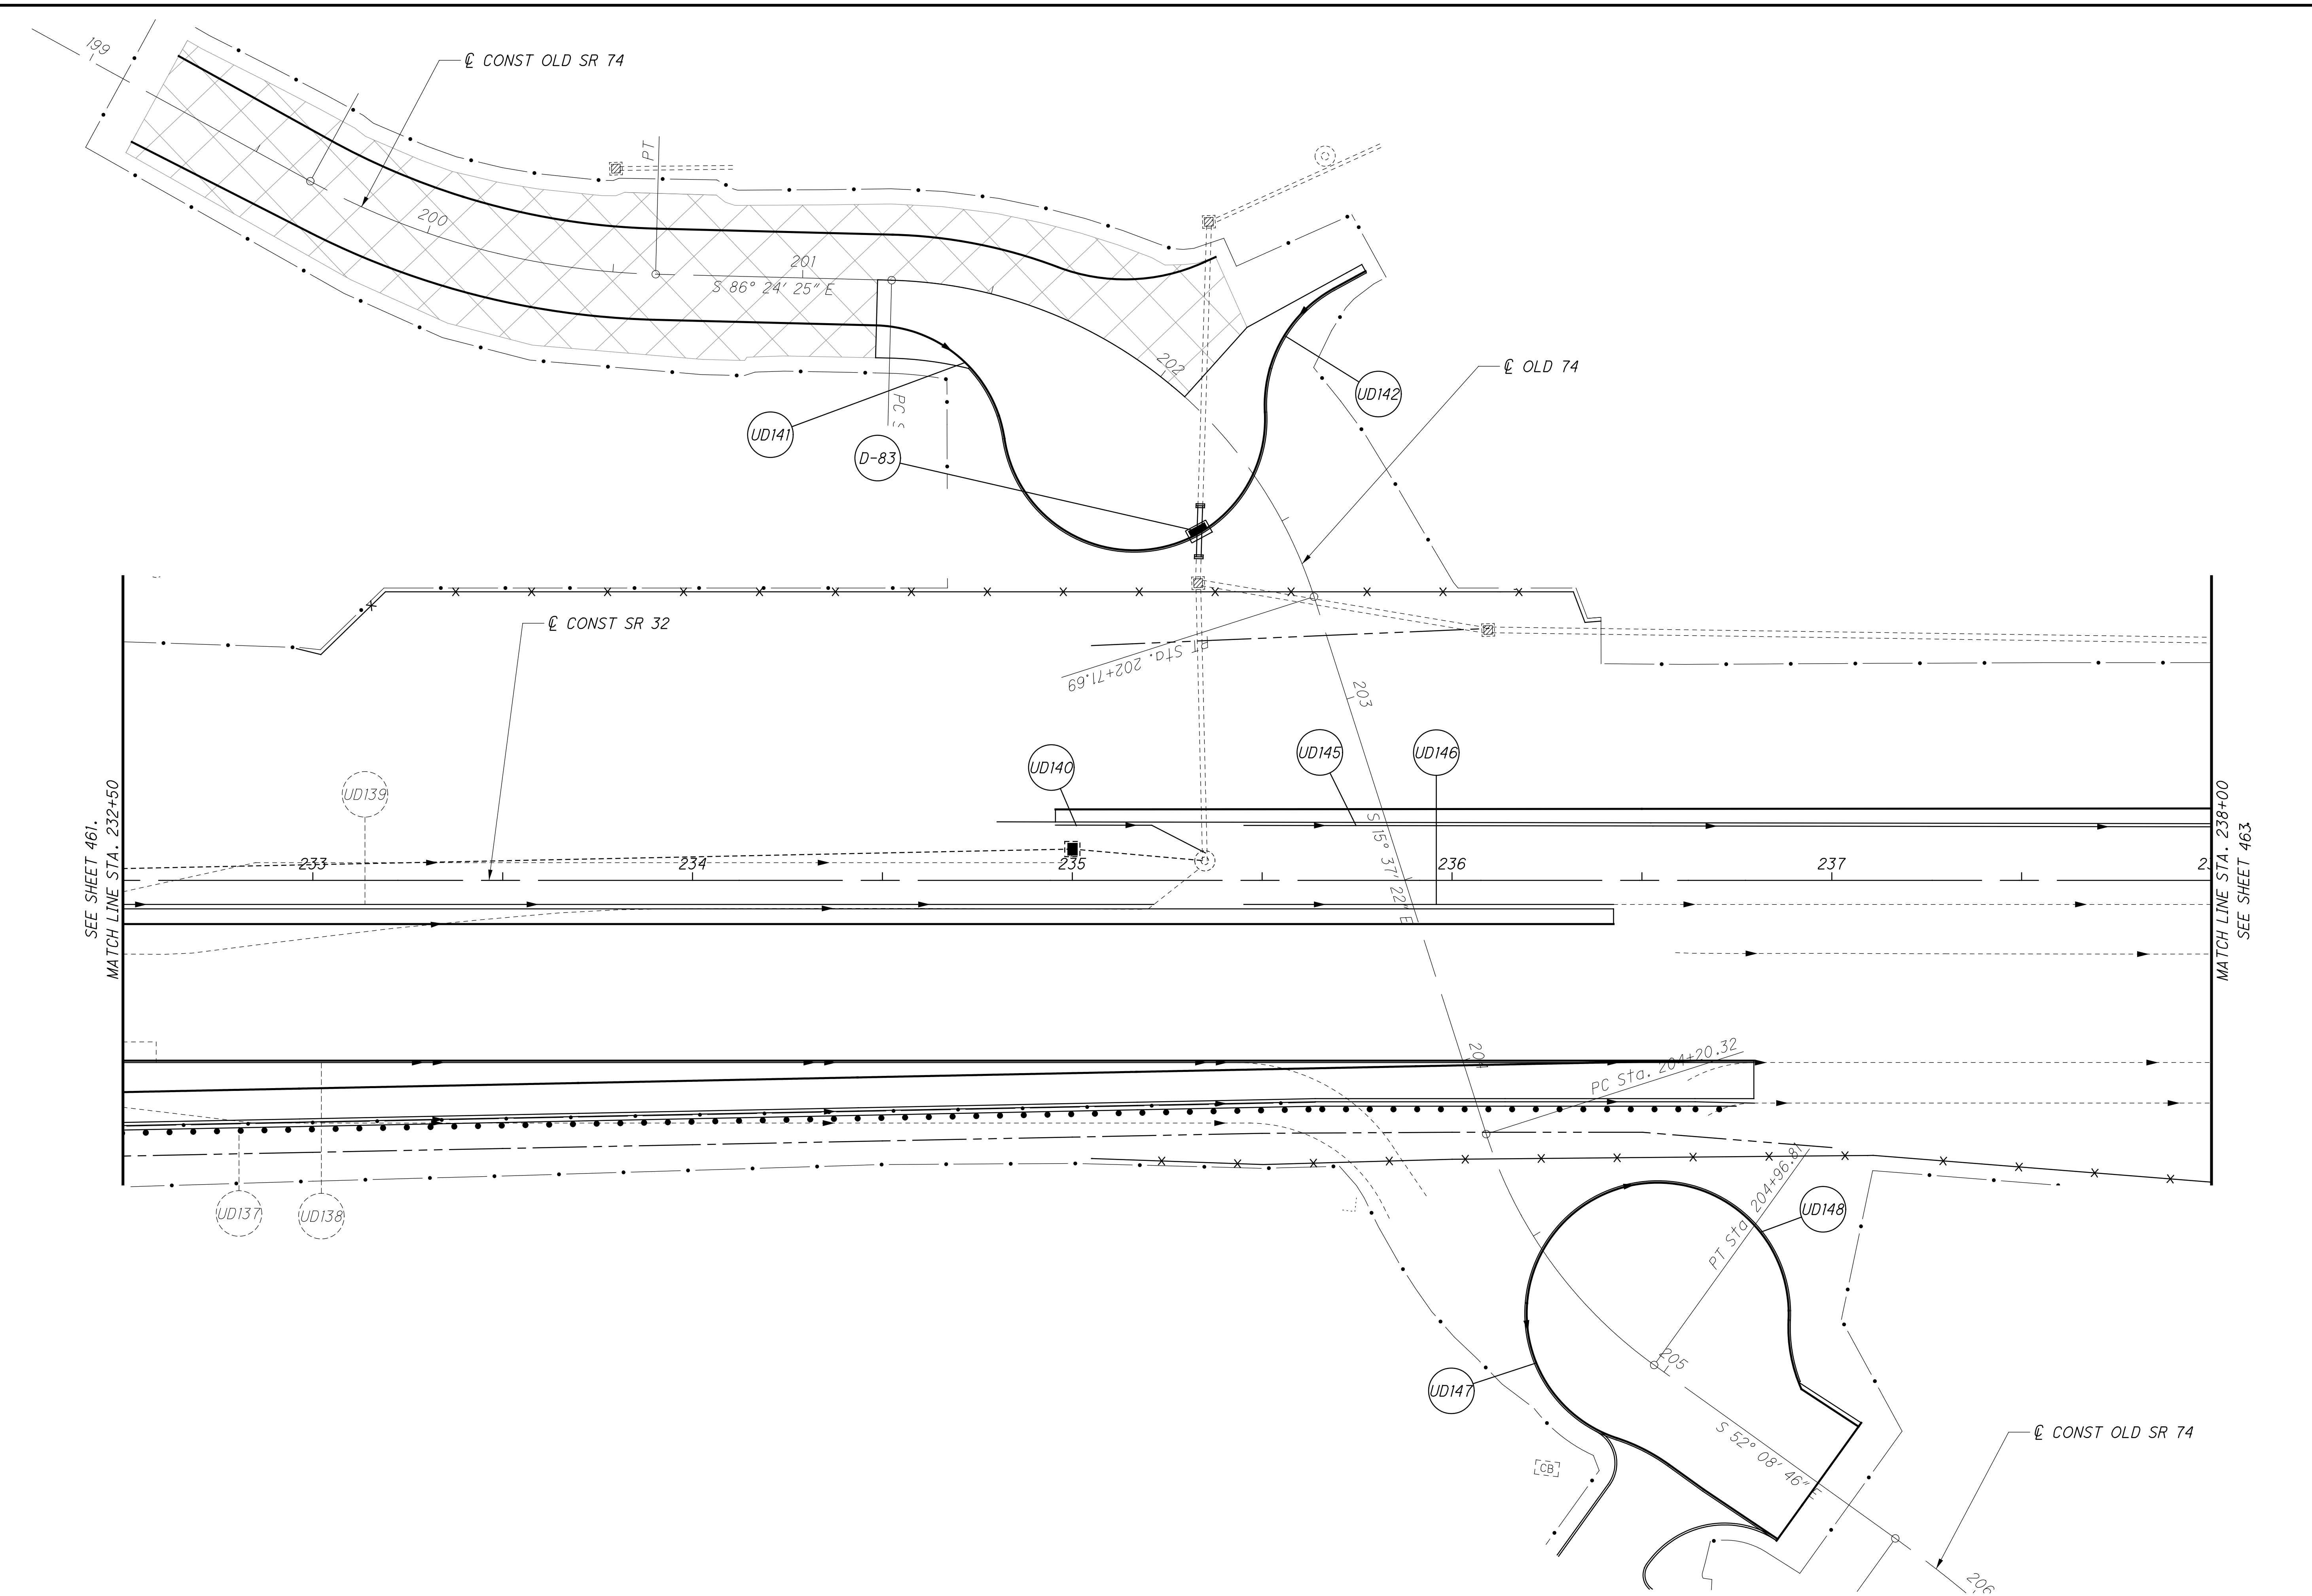 199
℄ CONST OLD SR 74
PT
200
201
S 86° 24' 25" E
202
℄ OLD 74
UD142
PC S
UD141
D-83
℄ CONST SR 32
PT Sta. 202+71.69
203
UD140
UD145
UD146
UD139
SEE SHEET 461.
MATCH LINE STA. 232+50
MATCH LINE STA. 238+00
SEE SHEET 463.
S 15° 37' 22" E
233
234
235
236
237
23
204
PC Sta. 204+20.32
PT Sta. 204+96.81
UD137
UD138
UD148
205
UD147
S 52° 08' 46" E
℄ CONST OLD SR 74
CB
206